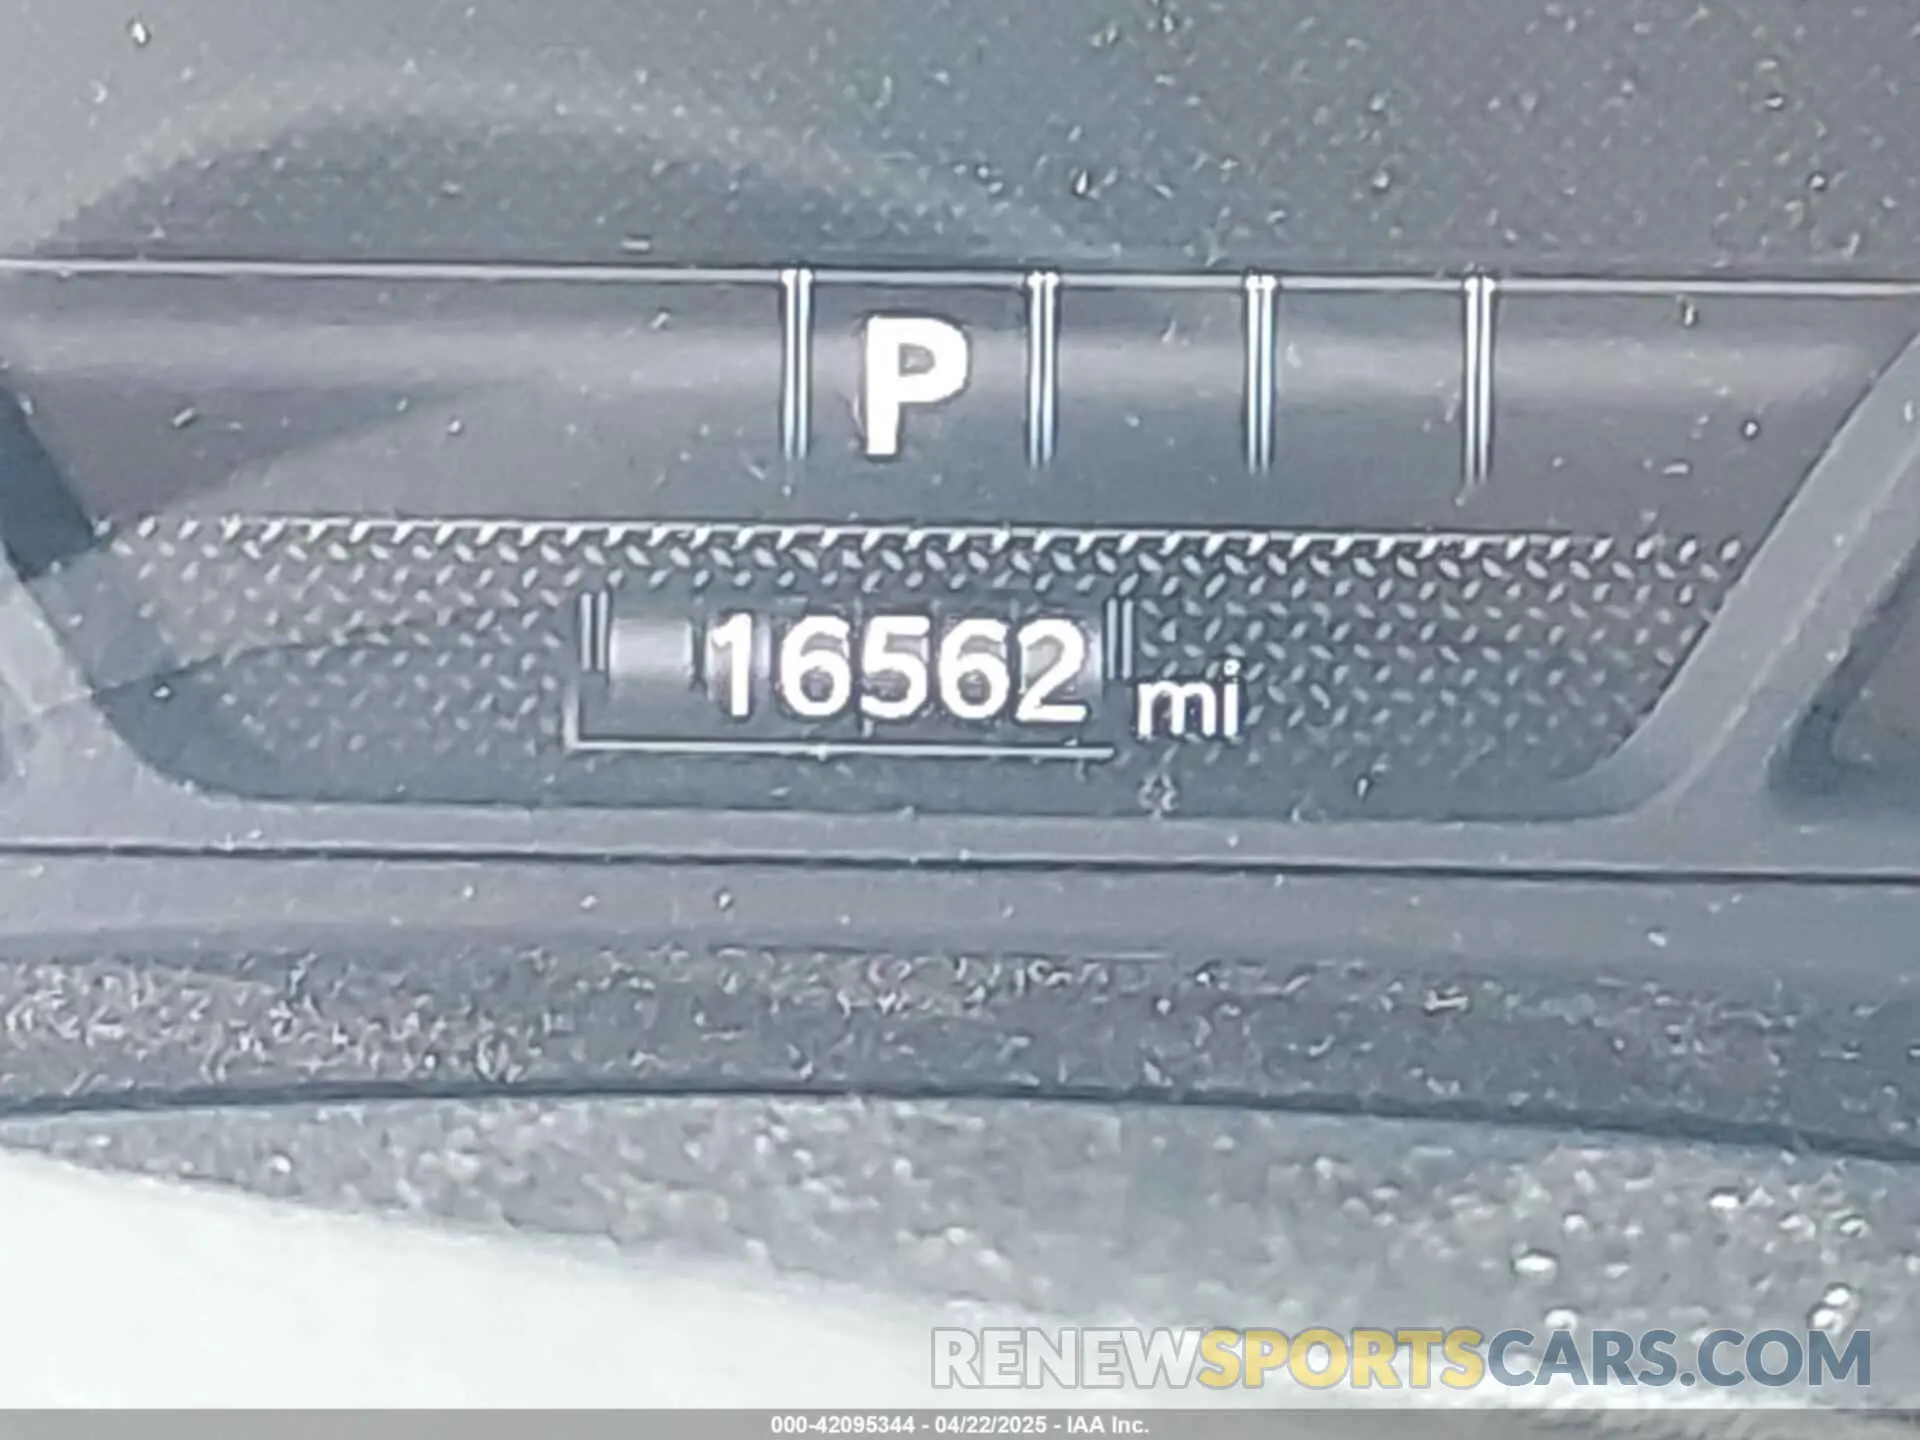 P
16562 mi
RENEWSPORTSCARS.COM
000-42095344 - 04/22/2025 - IAA Inc.